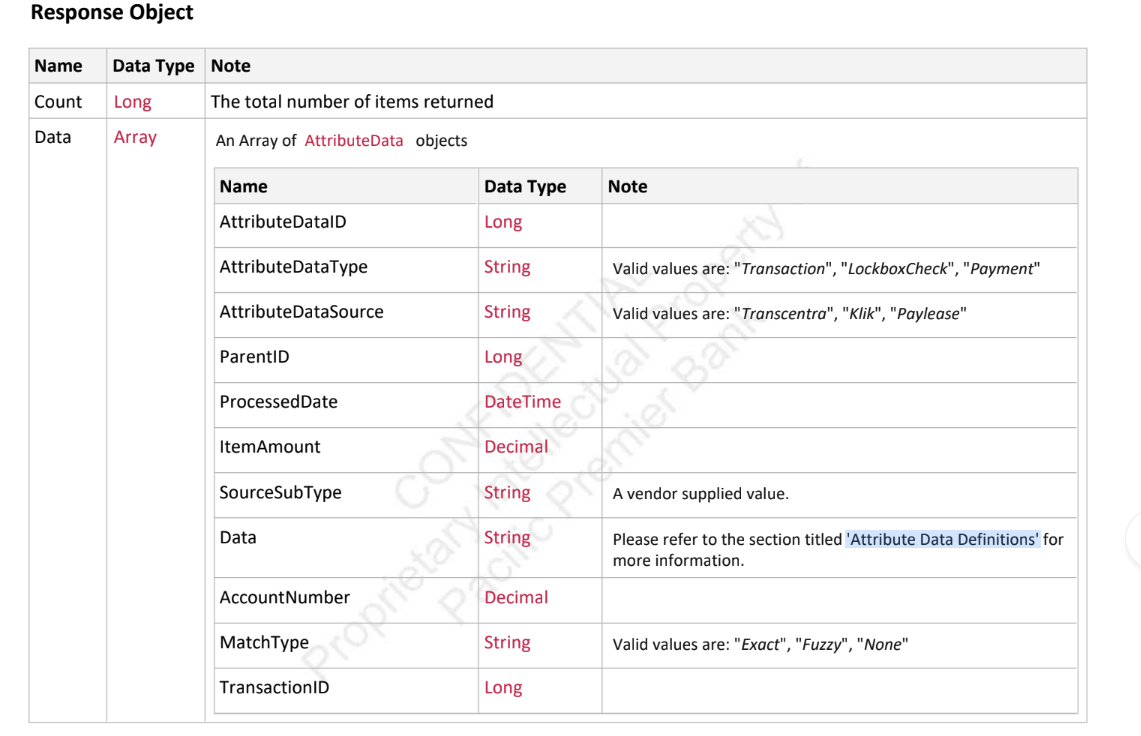 Response Object
Name Data Type Note
Count Long The total number of items returned
Data Array An Array of AttributeData objects
Name Data Type Note
AttributeDataID Long
AttributeDataType String Valid values are: "Transaction", "LockboxCheck", "Payment"
AttributeDataSource String Valid values are: "Transcentra", "Klik", "Paylease"
ParentID Long
ProcessedDate DateTime
ItemAmount Decimal
SourceSubType String A vendor supplied value.
Data String Please refer to the section titled 'Attribute Data Definitions' for
more information.
AccountNumber Decimal
MatchType String Valid values are: "Exact", "Fuzzy", "None"
TransactionID Long
CONFIDENTIAL
Proprietary Intellectual Property of
Pacific Premier Bank